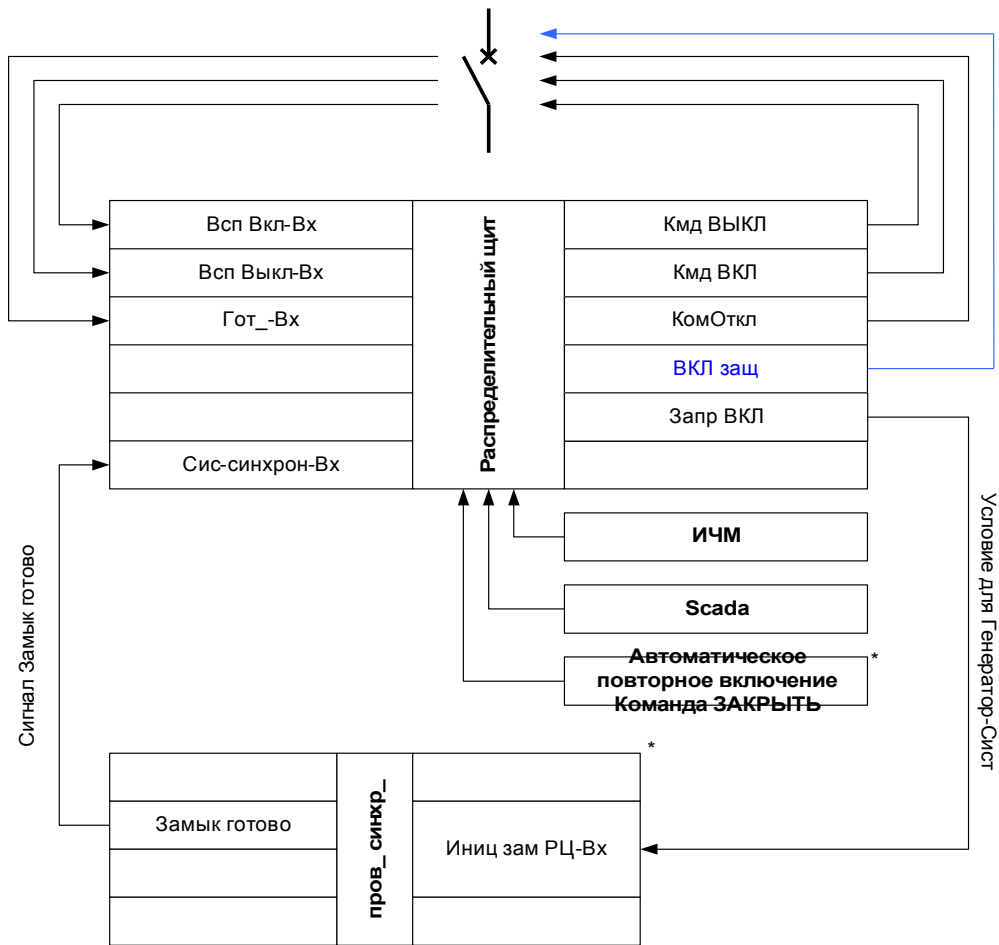 Всп Вкл-Вх
Всп Выкл-Вх
Гот_-Вх
Сис-синхрон-Вх
Распределительный щит
Кмд ВЫКЛ
Кмд ВКЛ
КомОткл
ВКЛ защ
Запр ВКЛ
ИЧМ
Scada
Автоматическое
повторное включение
Команда ЗАКРЫТЬ
*
Сигнал Замык готово
Условие для Генератор-Сист
*
Замык готово
пров_ синхр_
Иниц зам РЦ-Вх